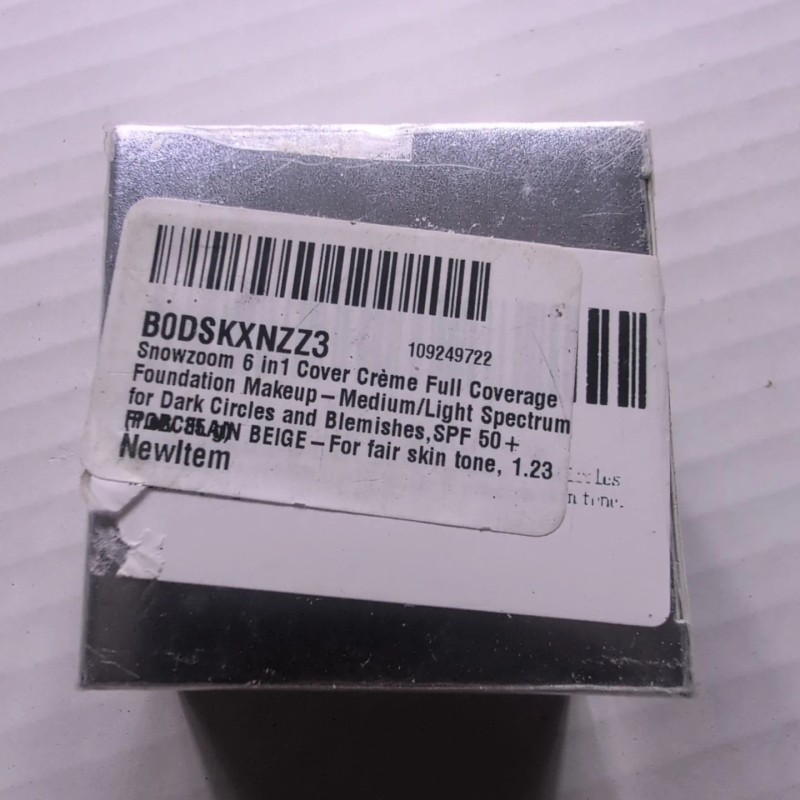 B0DSKXNZZ3 109249722
Snowzoom 6 in1 Cover Crème Full Coverage
Foundation Makeup – Medium/Light Spectrum
for Dark Circles and Blemishes,SPF 50+
BEIGE – For fair skin tone, 1.23
NewItem
tone.